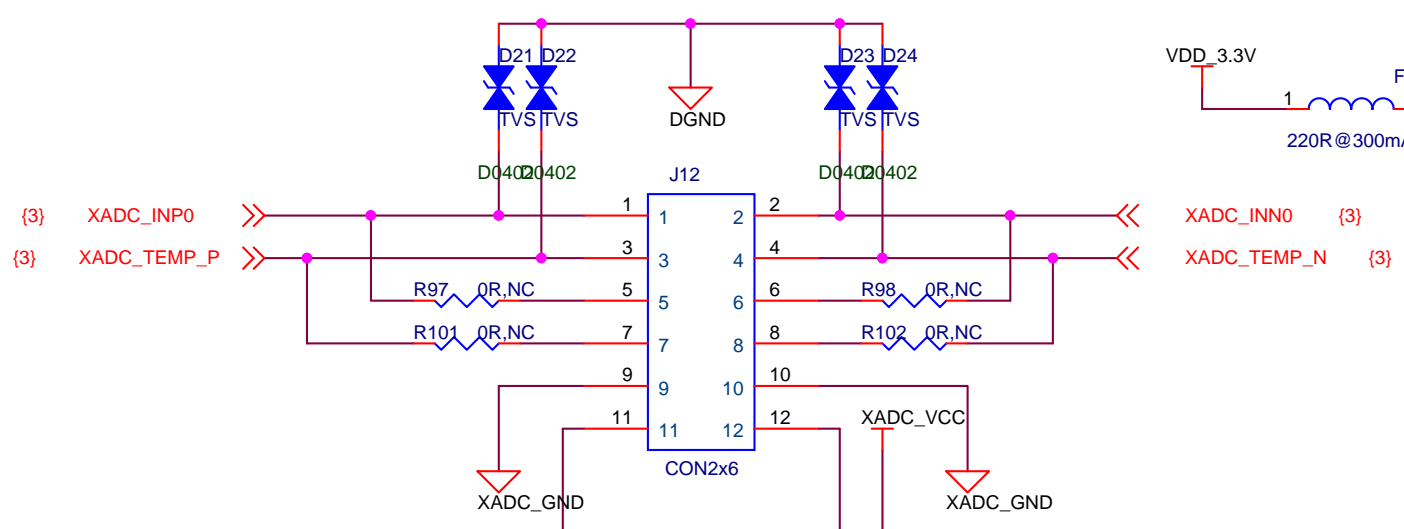 D21 D22
D23 D24
VDD_3.3V
F
1
TVS TVS
DGND
TVS TVS
220R@300mA
D0402 D0402
J12
D0402 D0402
{3} XADC_INP0
1 1
2 2
XADC_INN0 {3}
{3} XADC_TEMP_P
3 3
4 4
XADC_TEMP_N {3}
R97 0R,NC
5 5
6 6
R98 0R,NC
R101 0R,NC
7 7
8 8
R102 0R,NC
9 9
10 10
11 11
12 12
XADC_VCC
CON2x6
XADC_GND
XADC_GND